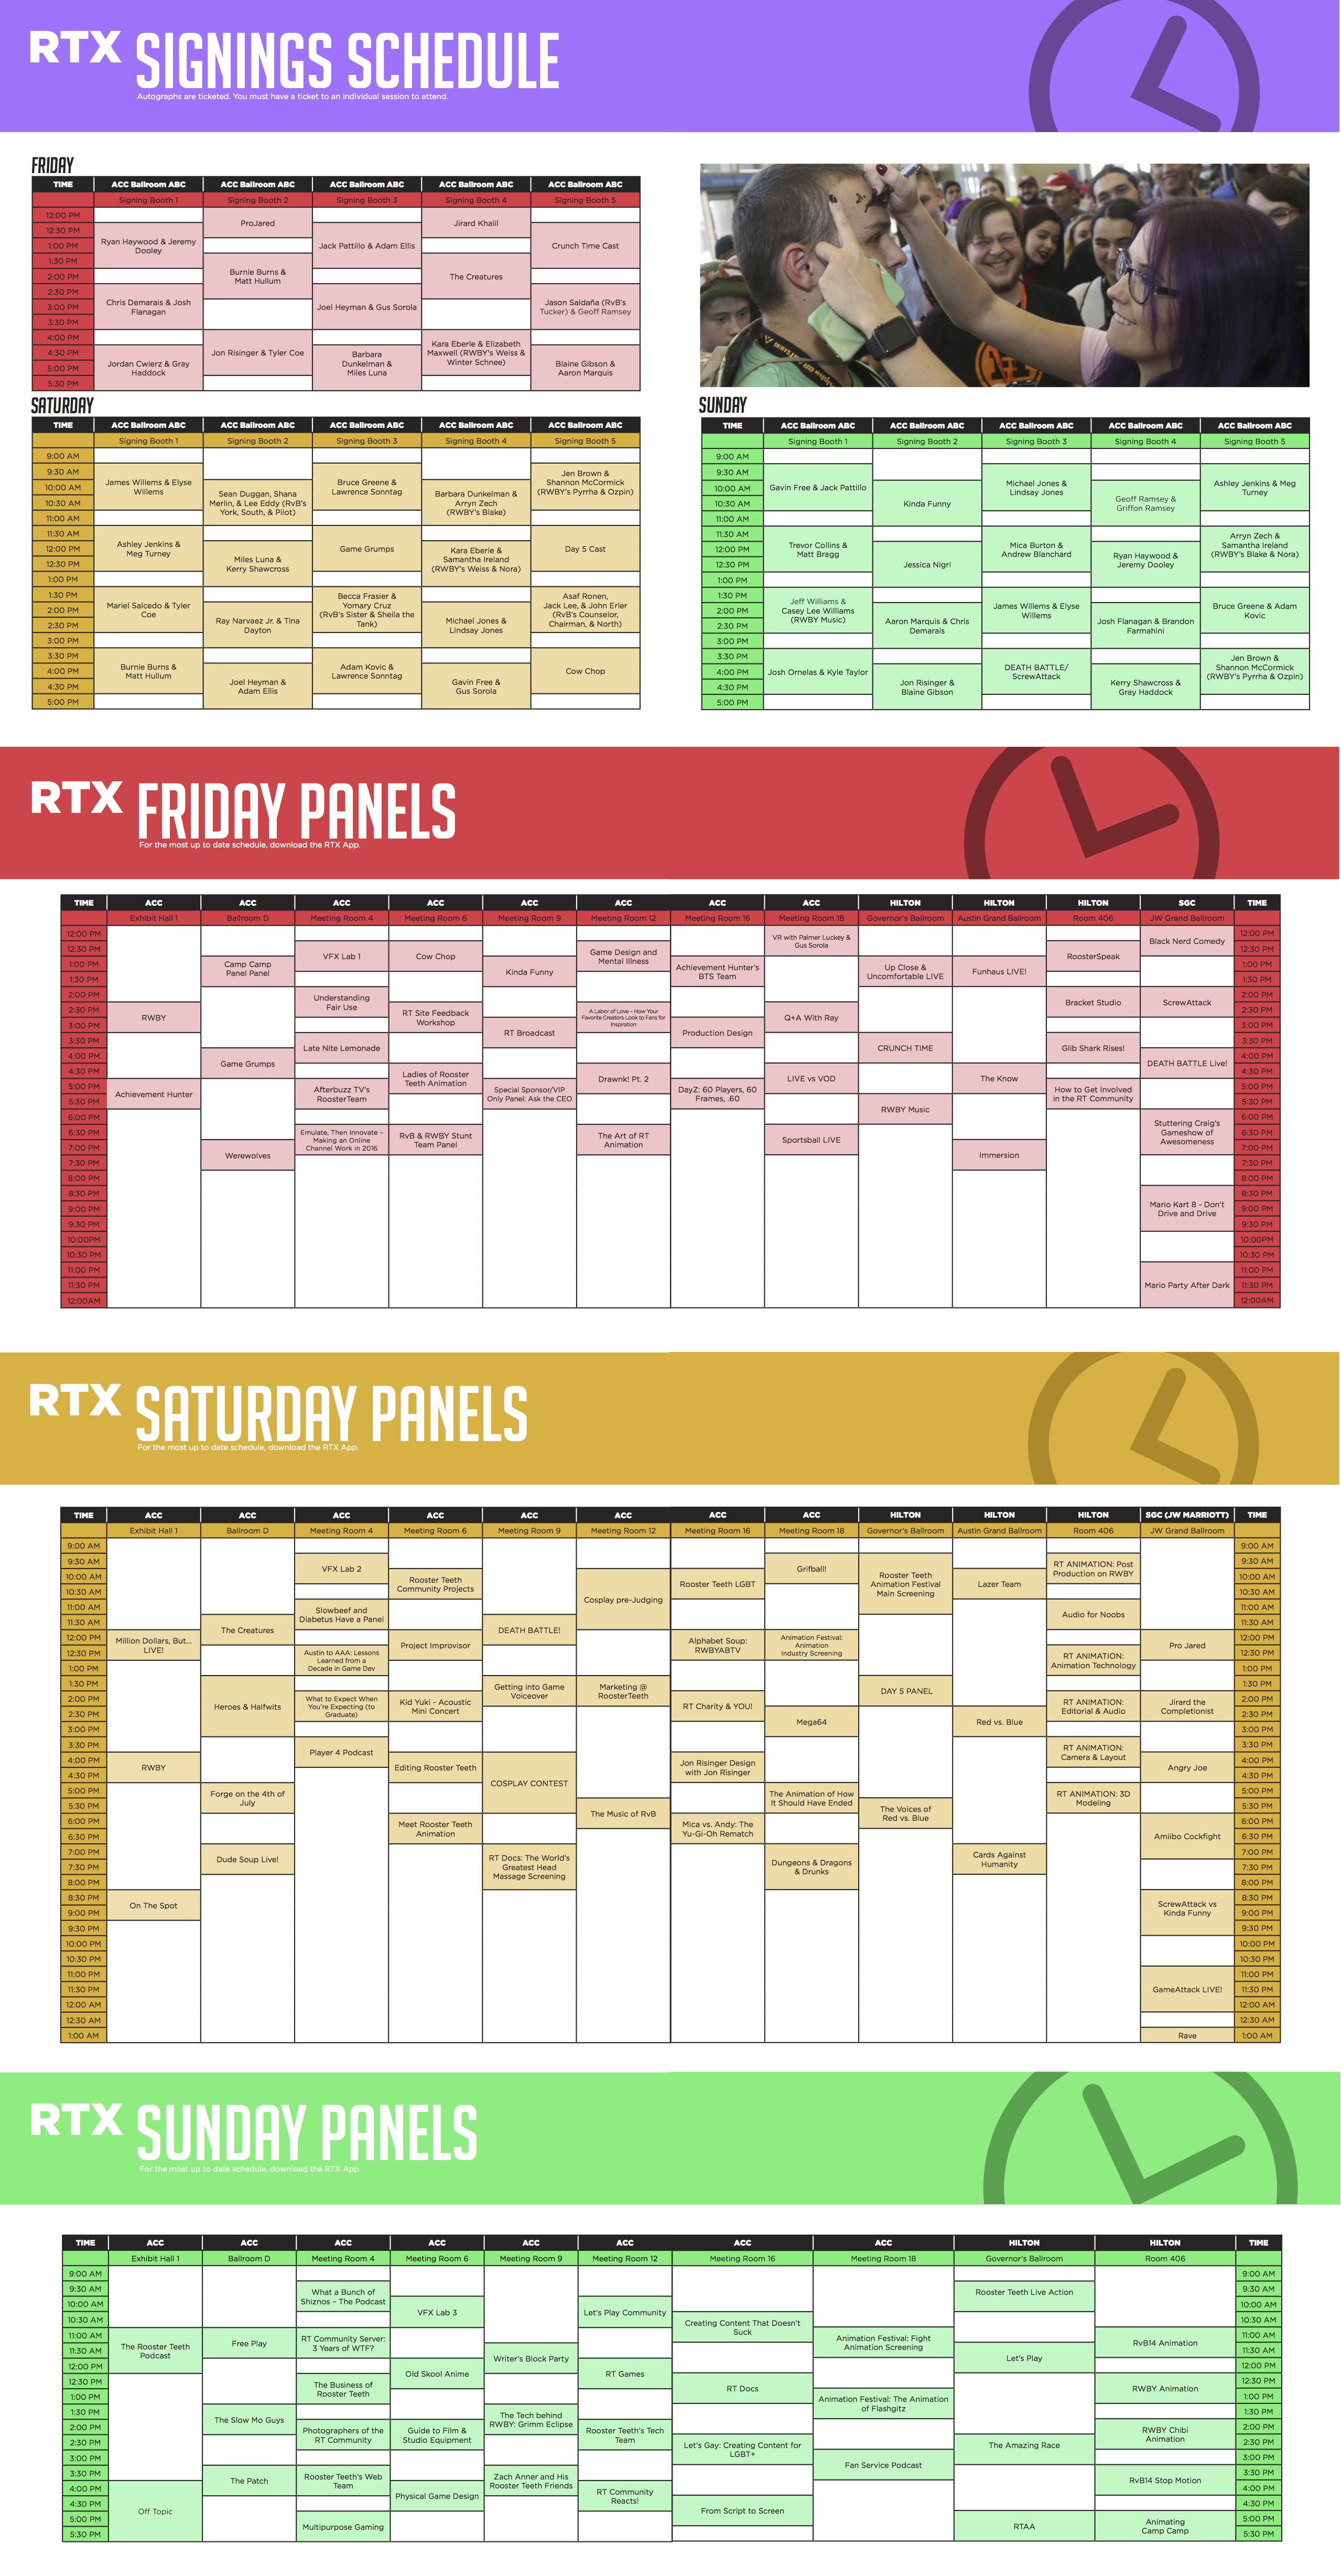 RTX SIGNINGS SCHEDULE
Autographs are ticketed. You must have a ticket to an individual session to attend.
FRIDAY
TIME ACC Ballroom ABC ACC Ballroom ABC ACC Ballroom ABC ACC Ballroom ABC ACC Ballroom ABC
Signing Booth 1 Signing Booth 2 Signing Booth 3 Signing Booth 4 Signing Booth 5
12:00 PM
12:30 PM
1:00 PM
1:30 PM
2:00 PM
2:30 PM
3:00 PM
3:30 PM
4:00 PM
4:30 PM
5:00 PM
5:30 PM
Ryan Haywood & Jeremy
Dooley
Chris Demarais & Josh
Flanagan
Jordan Cwierz & Gray
Haddock
ProJared
Burnie Burns &
Matt Hullum
Jon Risinger & Tyler Coe
Jack Pattillo & Adam Ellis
Joel Heyman & Gus Sorola
Barbara
Dunkelman &
Miles Luna
Jirard Khalil
The Creatures
Kara Eberle & Elizabeth
Maxwell (RWBY's Weiss &
Winter Schnee)
Crunch Time Cast
Jason Saldaña (RvB's
Tucker) & Geoff Ramsey
Blaine Gibson &
Aaron Marquis
SATURDAY
TIME ACC Ballroom ABC ACC Ballroom ABC ACC Ballroom ABC ACC Ballroom ABC ACC Ballroom ABC
Signing Booth 1 Signing Booth 2 Signing Booth 3 Signing Booth 4 Signing Booth 5
9:00 AM
9:30 AM
10:00 AM
10:30 AM
11:00 AM
11:30 AM
12:00 PM
12:30 PM
1:00 PM
1:30 PM
2:00 PM
2:30 PM
3:00 PM
3:30 PM
4:00 PM
4:30 PM
5:00 PM
James Willems & Elyse
Willems
Ashley Jenkins &
Meg Turney
Mariel Salcedo & Tyler
Coe
Burnie Burns &
Matt Hullum
Sean Duggan, Shana
Merlin, & Lee Eddy (RvB's
York, South, & Pilot)
Miles Luna &
Kerry Shawcross
Ray Narvaez Jr. & Tina
Dayton
Joel Heyman &
Adam Ellis
Bruce Greene &
Lawrence Sonntag
Game Grumps
Becca Frasier &
Yomary Cruz
(RvB's Sister & Sheila the
Tank)
Adam Kovic &
Lawrence Sonntag
Barbara Dunkelman &
Arryn Zech
(RWBY's Blake)
Kara Eberle &
Samantha Ireland
(RWBY's Weiss & Nora)
Michael Jones &
Lindsay Jones
Gavin Free &
Gus Sorola
Jen Brown &
Shannon McCormick
(RWBY's Pyrrha & Ozpin)
Day 5 Cast
Asaf Ronen,
Jack Lee, & John Erler
(RvB's Counselor,
Chairman, & North)
Cow Chop
SUNDAY
TIME ACC Ballroom ABC ACC Ballroom ABC ACC Ballroom ABC ACC Ballroom ABC ACC Ballroom ABC
Signing Booth 1 Signing Booth 2 Signing Booth 3 Signing Booth 4 Signing Booth 5
9:00 AM
9:30 AM
10:00 AM
10:30 AM
11:00 AM
11:30 AM
12:00 PM
12:30 PM
1:00 PM
1:30 PM
2:00 PM
2:30 PM
3:00 PM
3:30 PM
4:00 PM
4:30 PM
5:00 PM
Gavin Free & Jack Pattillo
Trevor Collins &
Matt Bragg
Jeff Williams &
Casey Lee Williams
(RWBY Music)
Josh Ornelas & Kyle Taylor
Kinda Funny
Jessica Nigri
Aaron Marquis & Chris
Demarais
Jon Risinger &
Blaine Gibson
Michael Jones &
Lindsay Jones
Mica Burton &
Andrew Blanchard
James Willems & Elyse
Willems
DEATH BATTLE/
ScrewAttack
Geoff Ramsey &
Griffon Ramsey
Ryan Haywood &
Jeremy Dooley
Josh Flanagan & Brandon
Farmahini
Kerry Shawcross &
Gray Haddock
Ashley Jenkins & Meg
Turney
Arryn Zech &
Samantha Ireland
(RWBY's Blake & Nora)
Bruce Greene & Adam
Kovic
Jen Brown &
Shannon McCormick
(RWBY's Pyrrha & Ozpin)
RTX FRIDAY PANELS
For the most up to date schedule, download the RTX App.
TIME ACC ACC ACC ACC ACC ACC ACC ACC HILTON HILTON HILTON SGC TIME
Exhibit Hall 1 Ballroom D Meeting Room 4 Meeting Room 6 Meeting Room 9 Meeting Room 12 Meeting Room 16 Meeting Room 18 Governor's Ballroom Austin Grand Ballroom Room 406 JW Grand Ballroom
12:00 PM 12:00 PM
12:30 PM 12:30 PM
1:00 PM 1:00 PM
1:30 PM 1:30 PM
2:00 PM 2:00 PM
2:30 PM 2:30 PM
3:00 PM 3:00 PM
3:30 PM 3:30 PM
4:00 PM 4:00 PM
4:30 PM 4:30 PM
5:00 PM 5:00 PM
5:30 PM 5:30 PM
6:00 PM 6:00 PM
6:30 PM 6:30 PM
7:00 PM 7:00 PM
7:30 PM 7:30 PM
8:00 PM 8:00 PM
8:30 PM 8:30 PM
9:00 PM 9:00 PM
9:30 PM 9:30 PM
10:00PM 10:00PM
10:30 PM 10:30 PM
11:00 PM 11:00 PM
11:30 PM 11:30 PM
12:00AM 12:00AM
RWBY
Achievement Hunter
Camp Camp
Panel Panel
Game Grumps
Werewolves
VFX Lab 1
Understanding
Fair Use
Late Nite Lemonade
Afterbuzz TV's
RoosterTeam
Emulate, Then Innovate –
Making an Online
Channel Work in 2016
Cow Chop
RT Site Feedback
Workshop
Ladies of Rooster
Teeth Animation
RvB & RWBY Stunt
Team Panel
Kinda Funny
RT Broadcast
Special Sponsor/VIP
Only Panel: Ask the CEO
Game Design and
Mental Illness
A Labor of Love – How Your
Favorite Creators Look to Fans for
Inspiration
Drawnk! Pt. 2
The Art of RT
Animation
Achievement Hunter's
BTS Team
Production Design
DayZ: 60 Players, 60
Frames, .60
VR with Palmer Luckey &
Gus Sorola
Q+A With Ray
LIVE vs VOD
Sportsball LIVE
Up Close &
Uncomfortable LIVE
CRUNCH TIME
RWBY Music
Funhaus LIVE!
The Know
Immersion
RoosterSpeak
Bracket Studio
Glib Shark Rises!
How to Get Involved
in the RT Community
Black Nerd Comedy
ScrewAttack
DEATH BATTLE Live!
Stuttering Craig's
Gameshow of
Awesomeness
Mario Kart 8 - Don't
Drive and Drive
Mario Party After Dark
RTX SATURDAY PANELS
For the most up to date schedule, download the RTX App.
TIME ACC ACC ACC ACC ACC ACC ACC ACC HILTON HILTON HILTON SGC (JW MARRIOTT) TIME
Exhibit Hall 1 Ballroom D Meeting Room 4 Meeting Room 6 Meeting Room 9 Meeting Room 12 Meeting Room 16 Meeting Room 18 Governor's Ballroom Austin Grand Ballroom Room 406 JW Grand Ballroom
9:00 AM 9:00 AM
9:30 AM 9:30 AM
10:00 AM 10:00 AM
10:30 AM 10:30 AM
11:00 AM 11:00 AM
11:30 AM 11:30 AM
12:00 PM 12:00 PM
12:30 PM 12:30 PM
1:00 PM 1:00 PM
1:30 PM 1:30 PM
2:00 PM 2:00 PM
2:30 PM 2:30 PM
3:00 PM 3:00 PM
3:30 PM 3:30 PM
4:00 PM 4:00 PM
4:30 PM 4:30 PM
5:00 PM 5:00 PM
5:30 PM 5:30 PM
6:00 PM 6:00 PM
6:30 PM 6:30 PM
7:00 PM 7:00 PM
7:30 PM 7:30 PM
8:00 PM 8:00 PM
8:30 PM 8:30 PM
9:00 PM 9:00 PM
9:30 PM 9:30 PM
10:00 PM 10:00 PM
10:30 PM 10:30 PM
11:00 PM 11:00 PM
11:30 PM 11:30 PM
12:00 AM 12:00 AM
12:30 AM 12:30 AM
1:00 AM 1:00 AM
Million Dollars, But...
LIVE!
RWBY
On The Spot
The Creatures
Heroes & Halfwits
Forge on the 4th of
July
Dude Soup Live!
VFX Lab 2
Slowbeef and
Diabetus Have a Panel
Austin to AAA: Lessons
Learned from a
Decade in Game Dev
What to Expect When
You're Expecting (to
Graduate)
Player 4 Podcast
Rooster Teeth
Community Projects
Project Improvisor
Kid Yuki - Acoustic
Mini Concert
Editing Rooster Teeth
Meet Rooster Teeth
Animation
DEATH BATTLE!
Getting into Game
Voiceover
COSPLAY CONTEST
RT Docs: The World's
Greatest Head
Massage Screening
Cosplay pre-Judging
Marketing @
RoosterTeeth
The Music of RvB
Rooster Teeth LGBT
Alphabet Soup:
RWBYABTV
RT Charity & YOU!
Jon Risinger Design
with Jon Risinger
Mica vs. Andy: The
Yu-Gi-Oh Rematch
Grifball!
Animation Festival:
Animation
Industry Screening
Mega64
The Animation of How
It Should Have Ended
Dungeons & Dragons
& Drunks
Rooster Teeth
Animation Festival
Main Screening
DAY 5 PANEL
The Voices of
Red vs. Blue
Lazer Team
Red vs. Blue
Cards Against
Humanity
RT ANIMATION: Post
Production on RWBY
Audio for Noobs
RT ANIMATION:
Animation Technology
RT ANIMATION:
Editorial & Audio
RT ANIMATION:
Camera & Layout
RT ANIMATION: 3D
Modeling
Pro Jared
Jirard the
Completionist
Angry Joe
Amiibo Cockfight
ScrewAttack vs
Kinda Funny
GameAttack LIVE!
Rave
RTX SUNDAY PANELS
For the most up to date schedule, download the RTX App.
TIME ACC ACC ACC ACC ACC ACC ACC ACC HILTON HILTON TIME
Exhibit Hall 1 Ballroom D Meeting Room 4 Meeting Room 6 Meeting Room 9 Meeting Room 12 Meeting Room 16 Meeting Room 18 Governor's Ballroom Room 406
9:00 AM 9:00 AM
9:30 AM 9:30 AM
10:00 AM 10:00 AM
10:30 AM 10:30 AM
11:00 AM 11:00 AM
11:30 AM 11:30 AM
12:00 PM 12:00 PM
12:30 PM 12:30 PM
1:00 PM 1:00 PM
1:30 PM 1:30 PM
2:00 PM 2:00 PM
2:30 PM 2:30 PM
3:00 PM 3:00 PM
3:30 PM 3:30 PM
4:00 PM 4:00 PM
4:30 PM 4:30 PM
5:00 PM 5:00 PM
5:30 PM 5:30 PM
The Rooster Teeth
Podcast
Off Topic
Free Play
The Slow Mo Guys
The Patch
What a Bunch of
Shiznos – The Podcast
RT Community Server:
3 Years of WTF?
The Business of
Rooster Teeth
Photographers of the
RT Community
Rooster Teeth's Web
Team
Multipurpose Gaming
VFX Lab 3
Old Skool Anime
Guide to Film &
Studio Equipment
Physical Game Design
Writer's Block Party
The Tech behind
RWBY: Grimm Eclipse
Zach Anner and His
Rooster Teeth Friends
Let's Play Community
RT Games
Rooster Teeth's Tech
Team
RT Community
Reacts!
Creating Content That Doesn't
Suck
RT Docs
Let's Gay: Creating Content for
LGBT+
From Script to Screen
Animation Festival: Fight
Animation Screening
Animation Festival: The Animation
of Flashgitz
Fan Service Podcast
Rooster Teeth Live Action
Let's Play
The Amazing Race
RTAA
RvB14 Animation
RWBY Animation
RWBY Chibi
Animation
RvB14 Stop Motion
Animating
Camp Camp